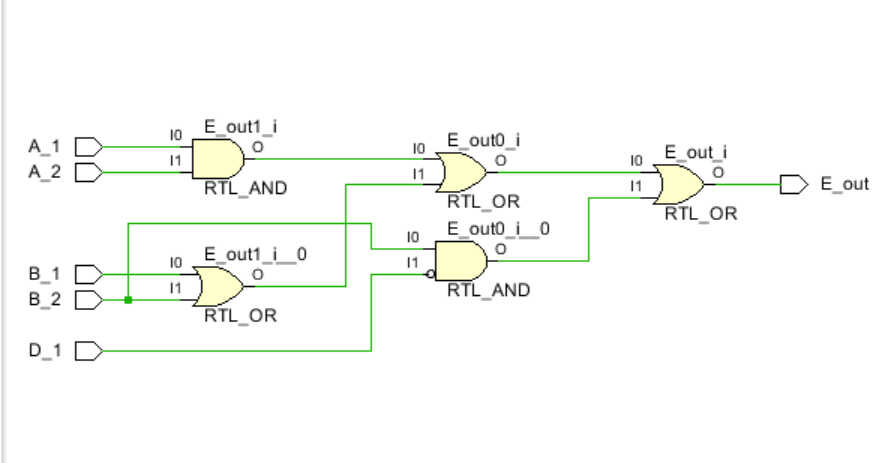 E_out1_i
I0
O
A_1
I1
A_2
RTL_AND
E_out0_i
I0
O
I1
RTL_OR
E_out_i
I0
O
I1
E_out
RTL_OR
E_out0_i__0
I0
O
I1
RTL_AND
E_out1_i__0
B_1
I0
O
B_2
I1
RTL_OR
D_1